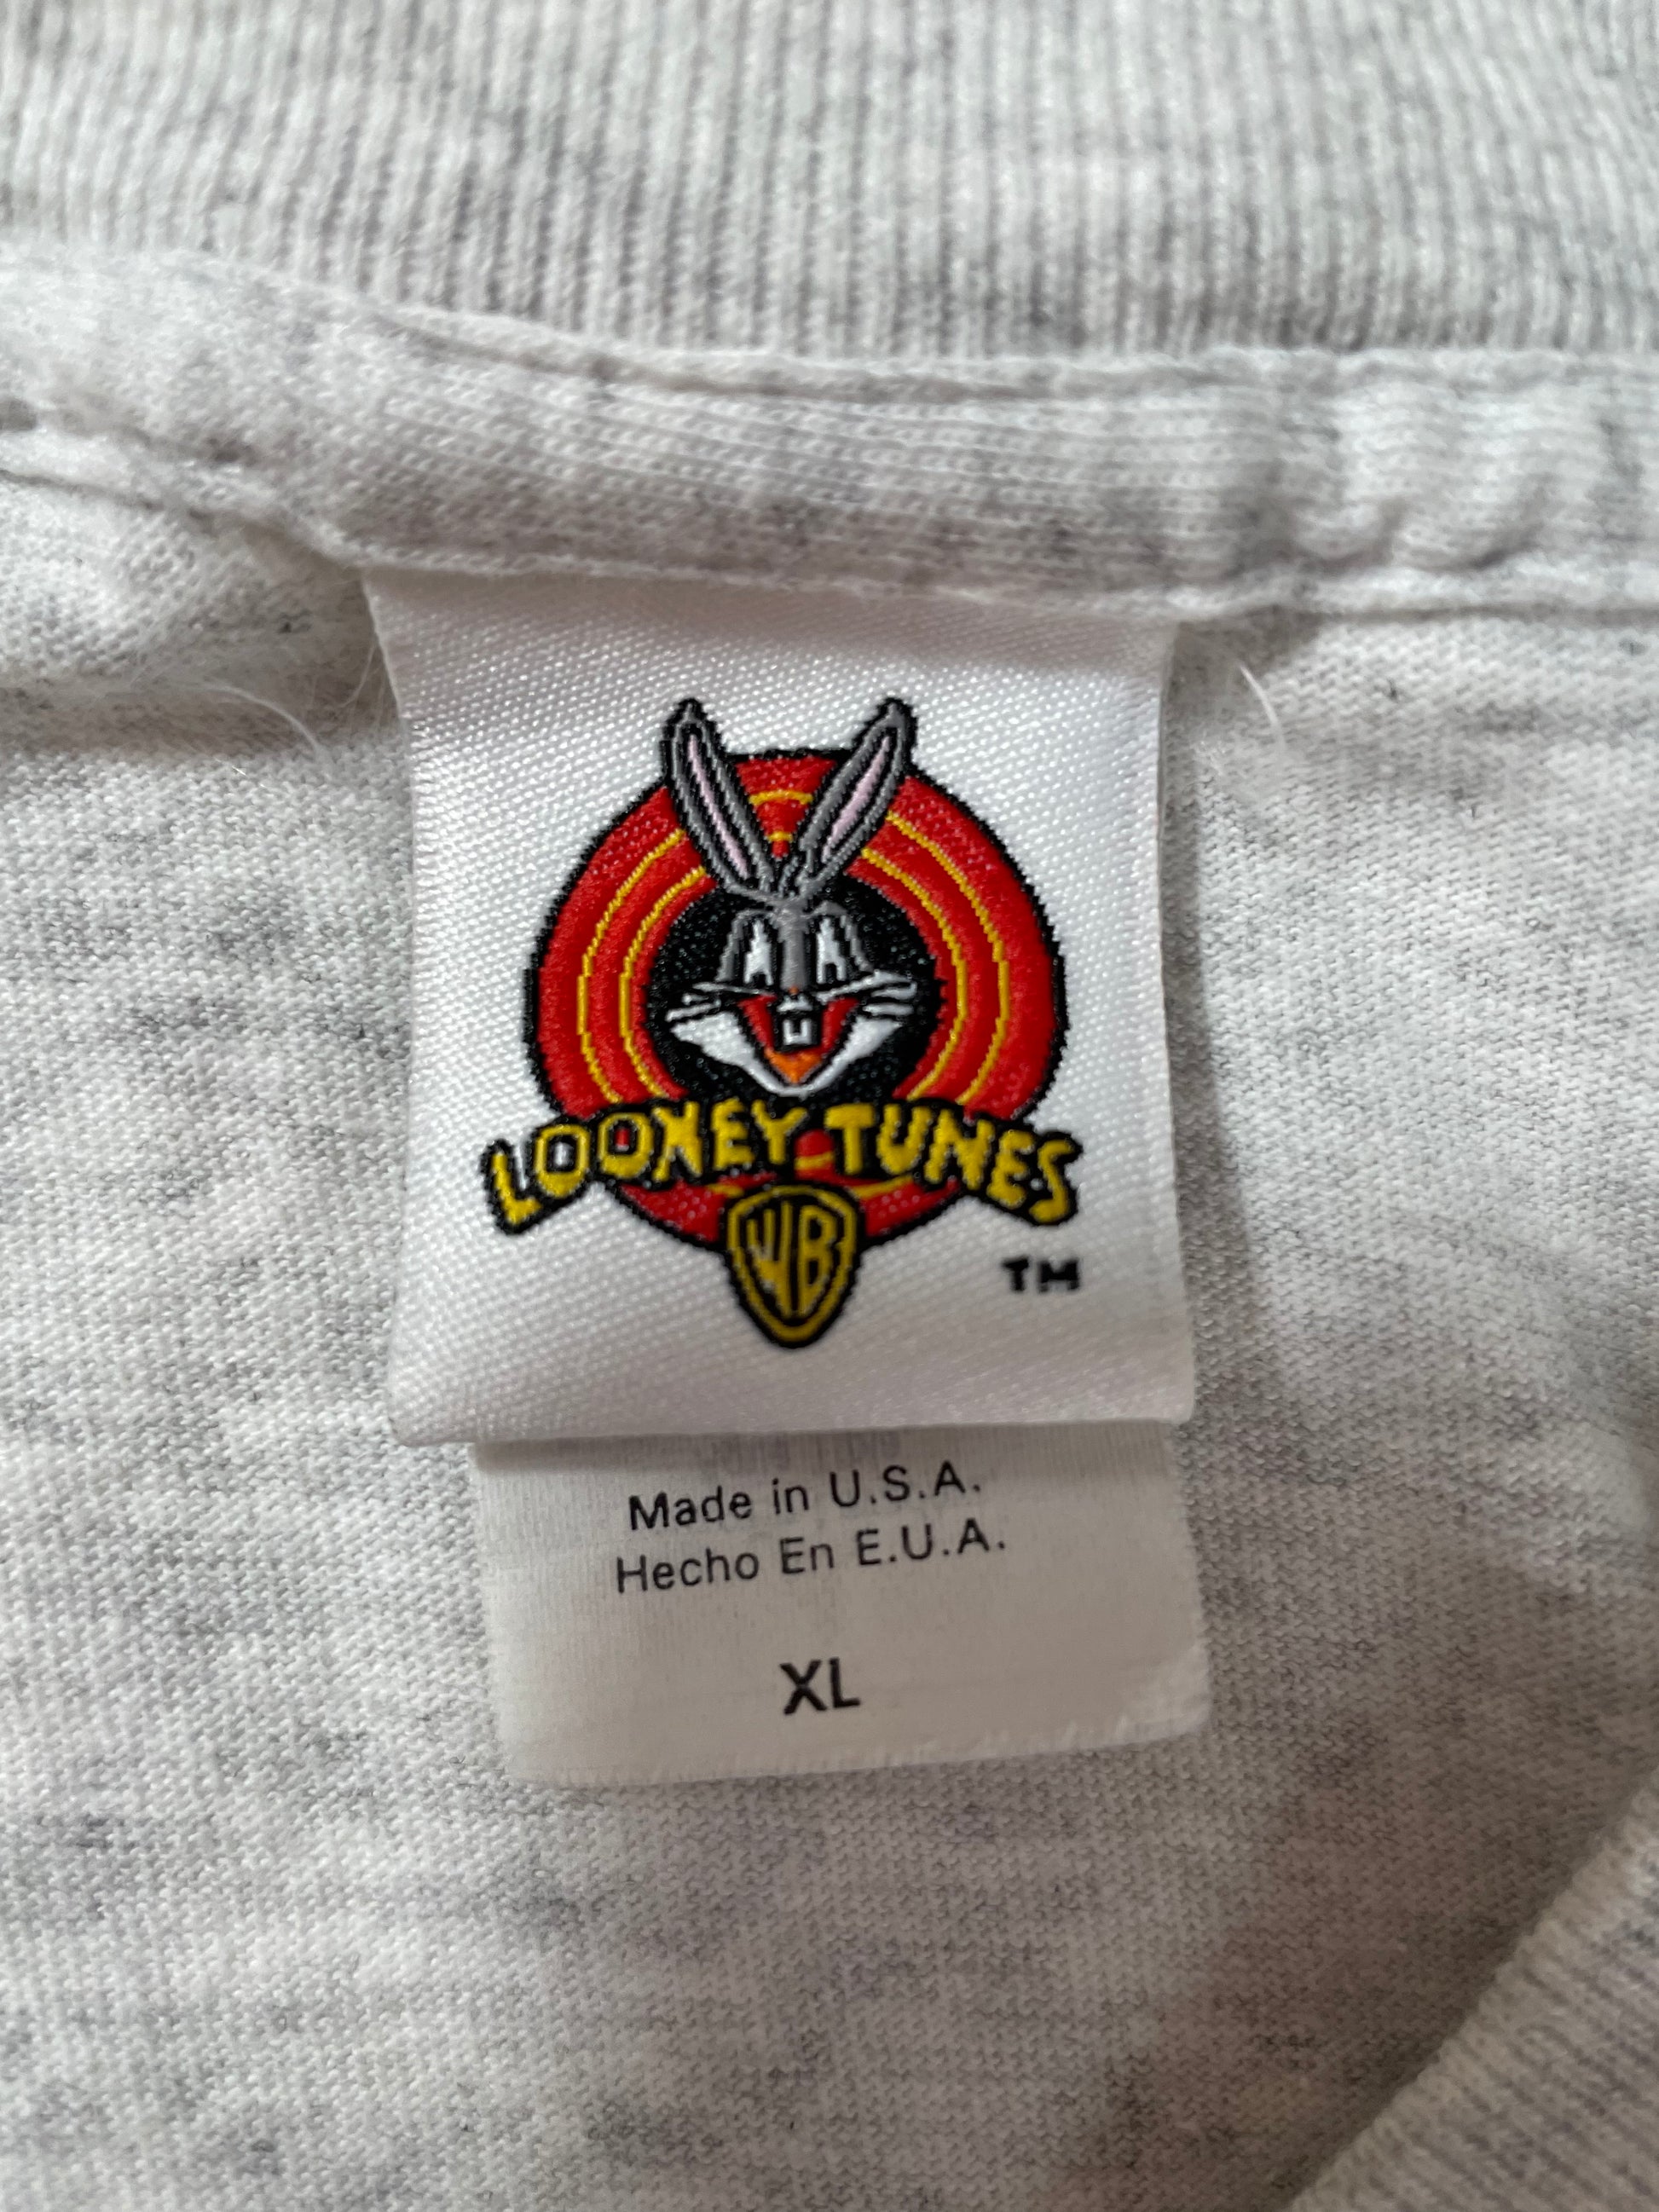 LOONEY TUNES
WB
TM
Made in U.S.A.
Hecho En E.U.A.
XL